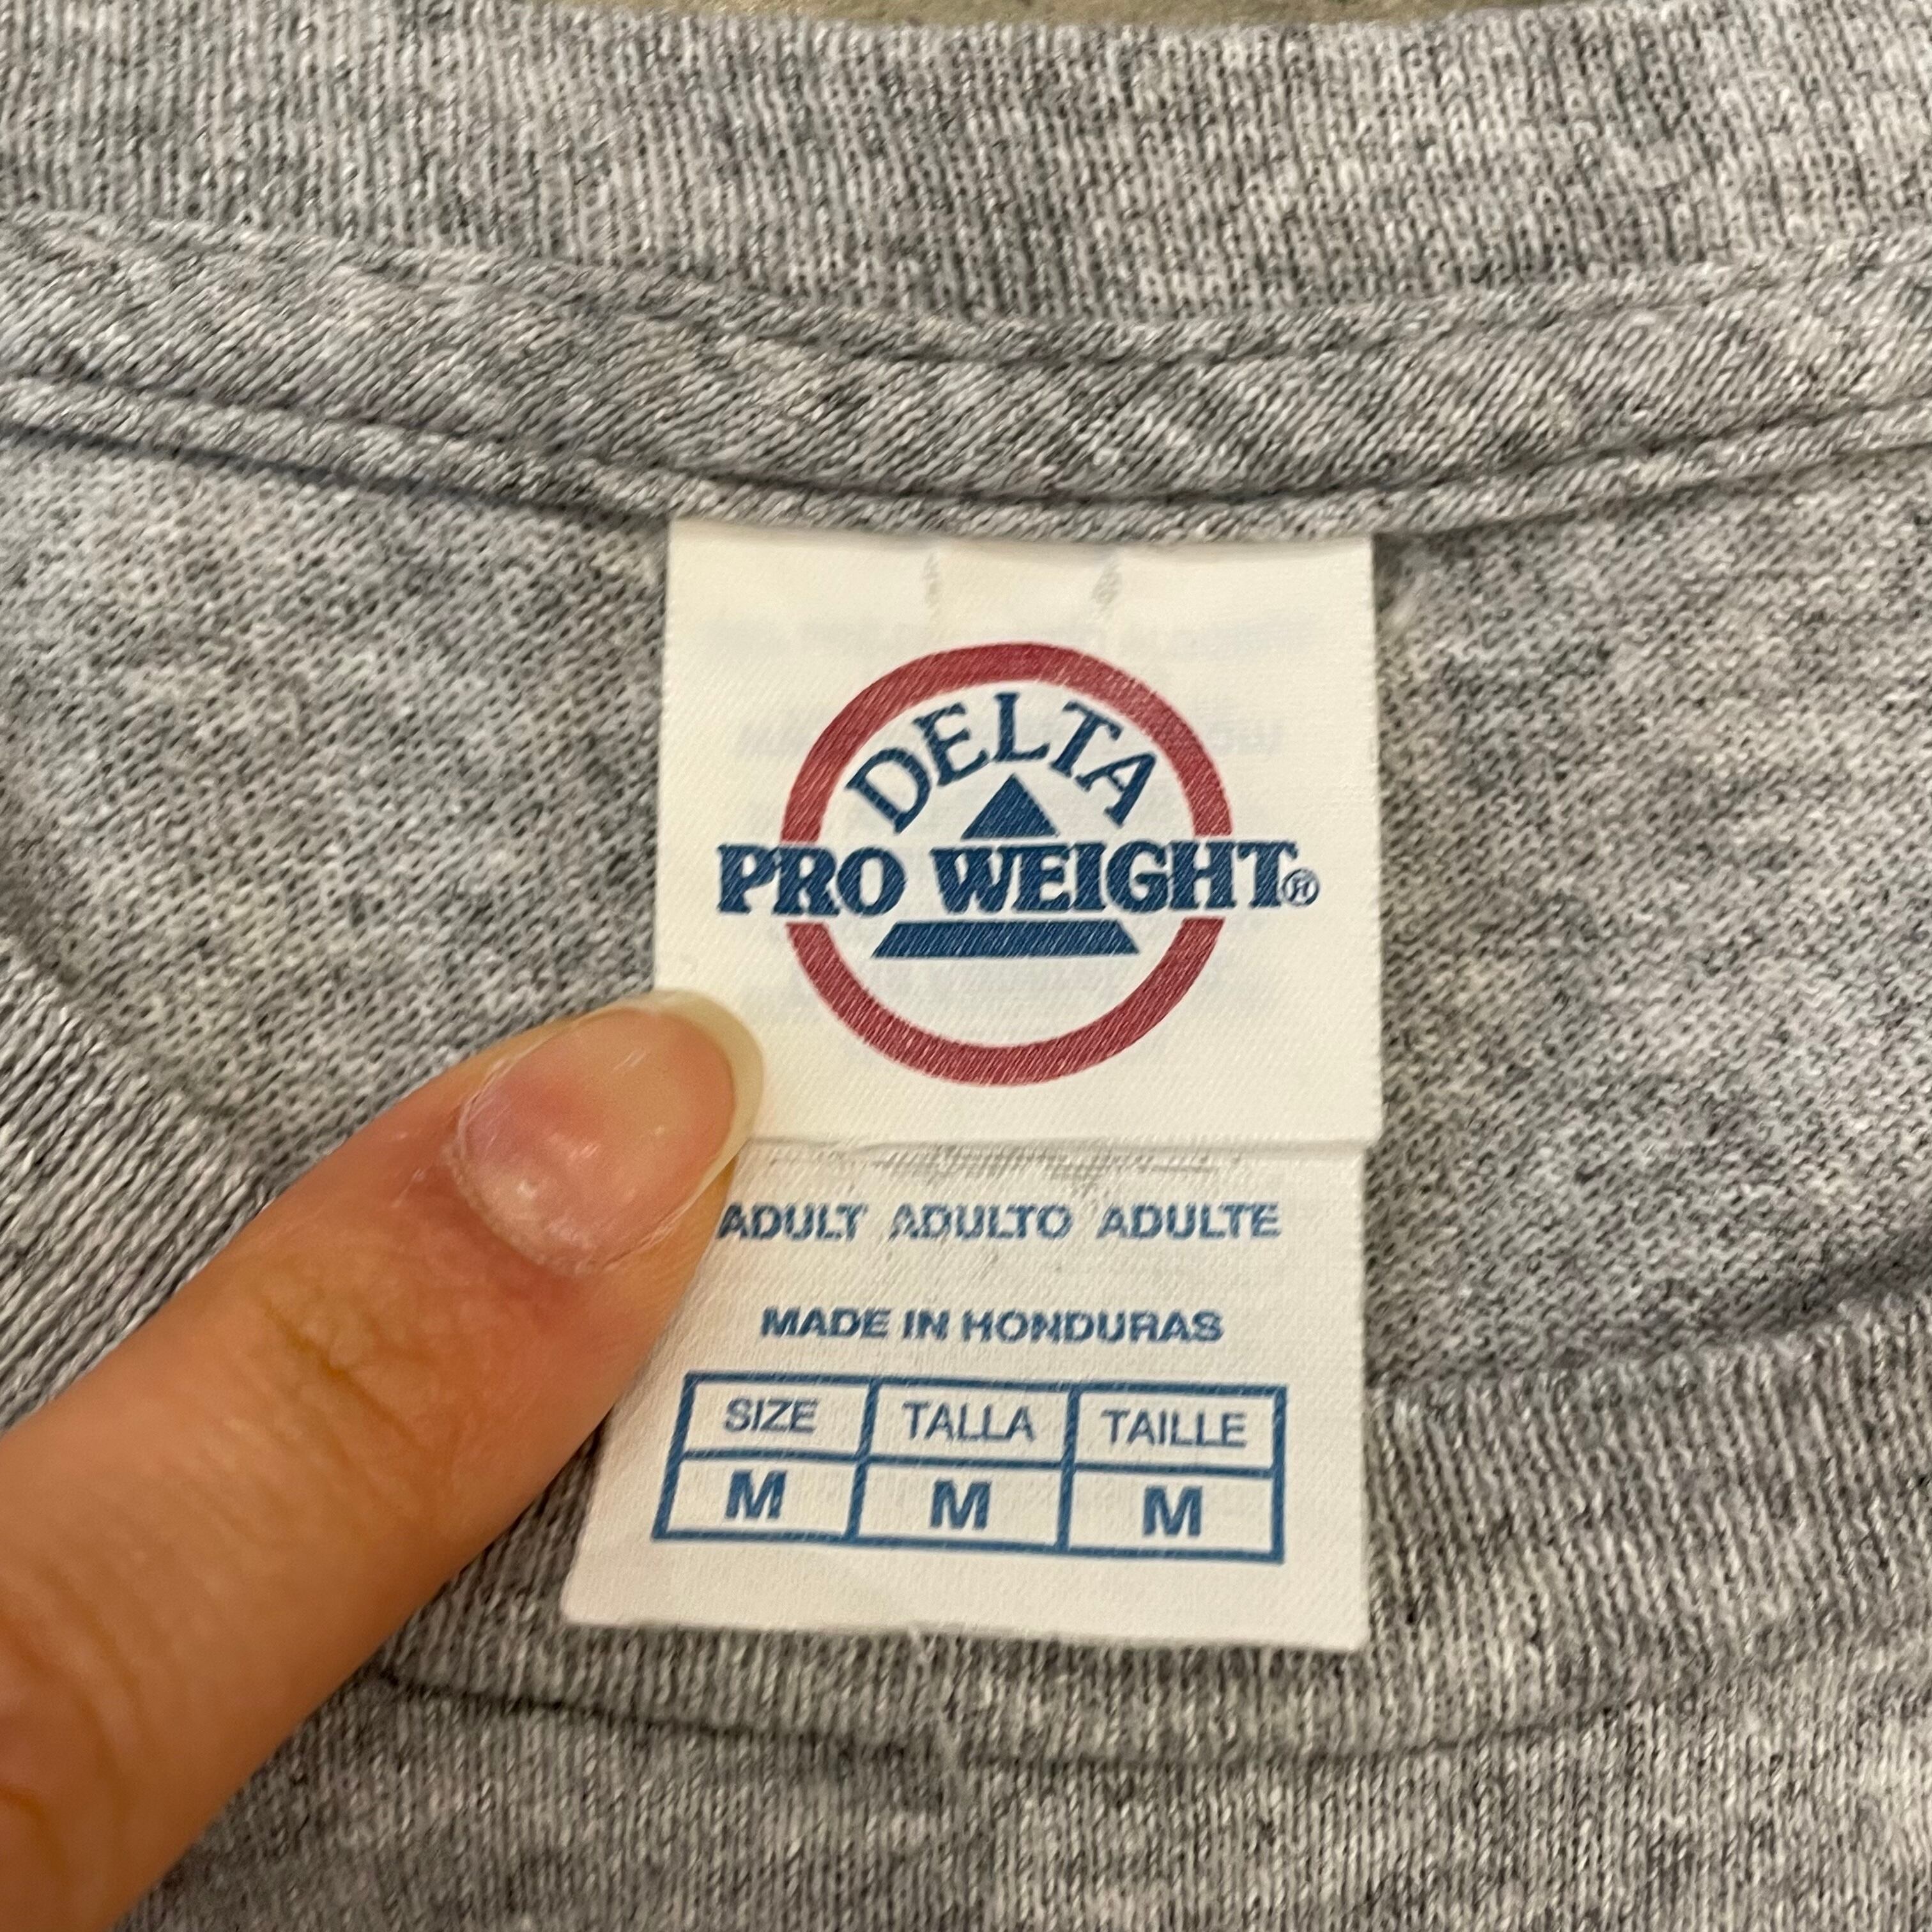 DELTA
PRO WEIGHT®
ADULT ADULTO ADULTE
MADE IN HONDURAS
SIZE TALLA TAILLE
M M M